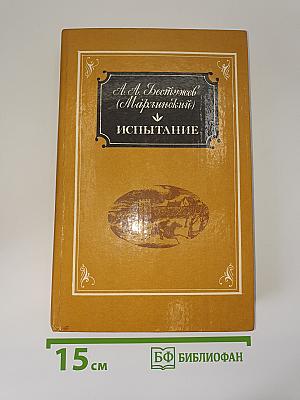 А. А. Бестужев
(Марлинский)
ИСПЫТАНИЕ
15 см
БФ БИБЛИОФАН